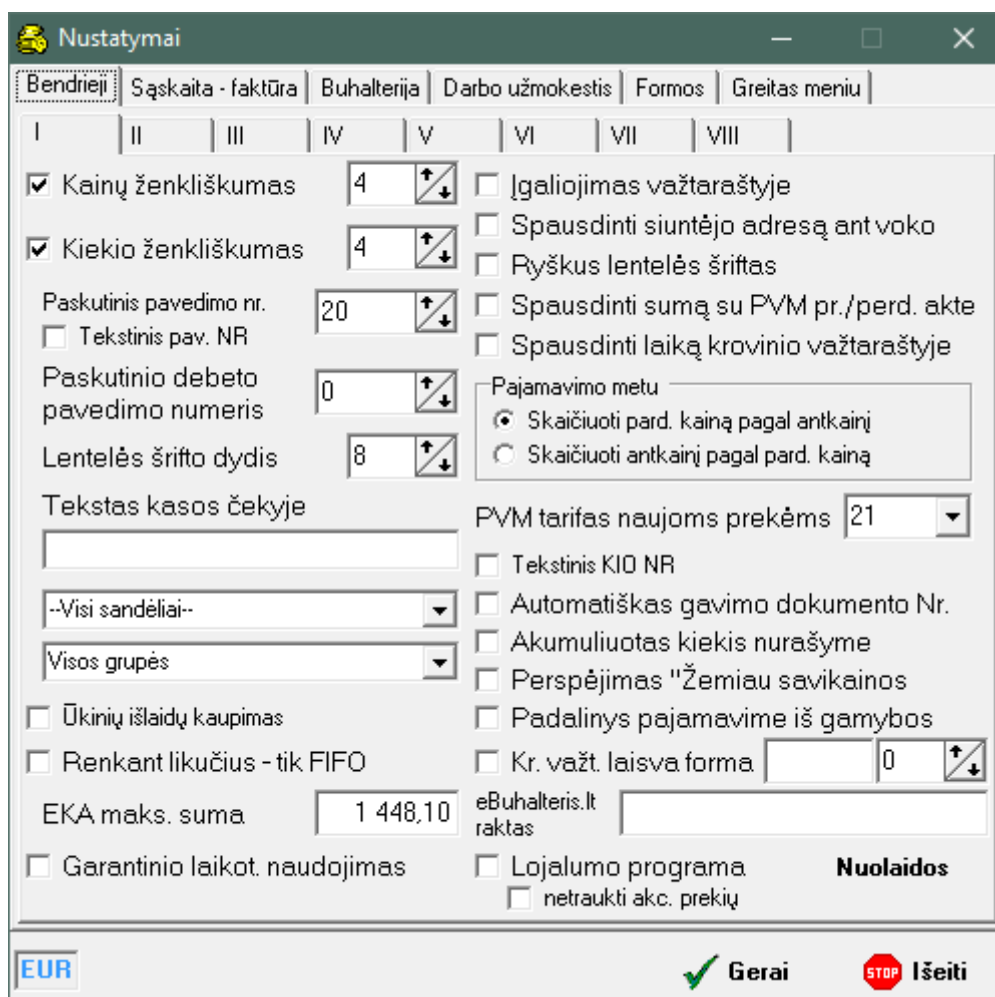 Nustatymai
Bendrieji Sąskaita - faktūra Buhalterija Darbo užmokestis Formos Greitas meniu
I II III IV V VI VII VIII
Kainų ženkliškumas 4
Kiekio ženkliškumas 4
Paskutinis pavedimo nr. 20
Tekstinis pav. NR
Paskutinio debeto
pavedimo numeris 0
Lentelės šrifto dydis 8
Tekstas kasos čekyje
--Visi sandėliai--
Visos grupės
Ūkinių išlaidų kaupimas
Renkant likučius - tik FIFO
EKA maks. suma 1 448,10
Garantinio laikot. naudojimas
Įgaliojimas važtaraštyje
Spausdinti siuntėjo adresą ant voko
Ryškus lentelės šriftas
Spausdinti sumą su PVM pr./perd. akte
Spausdinti laiką krovinio važtaraštyje
Pajamavimo metu
Skaičiuoti pard. kainą pagal antkainį
Skaičiuoti antkainį pagal pard. kainą
PVM tarifas naujoms prekėms 21
Tekstinis KIO NR
Automatiškas gavimo dokumento Nr.
Akumuliuotas kiekis nurašyme
Perspėjimas "Žemiau savikainos
Padalinys pajamavime iš gamybos
Kr. važt. laisva forma 0
eBuhalteris.lt
raktas
Lojalumo programa Nuolaidos
netraukti akc. prekių
EUR Gerai STOP Išeiti